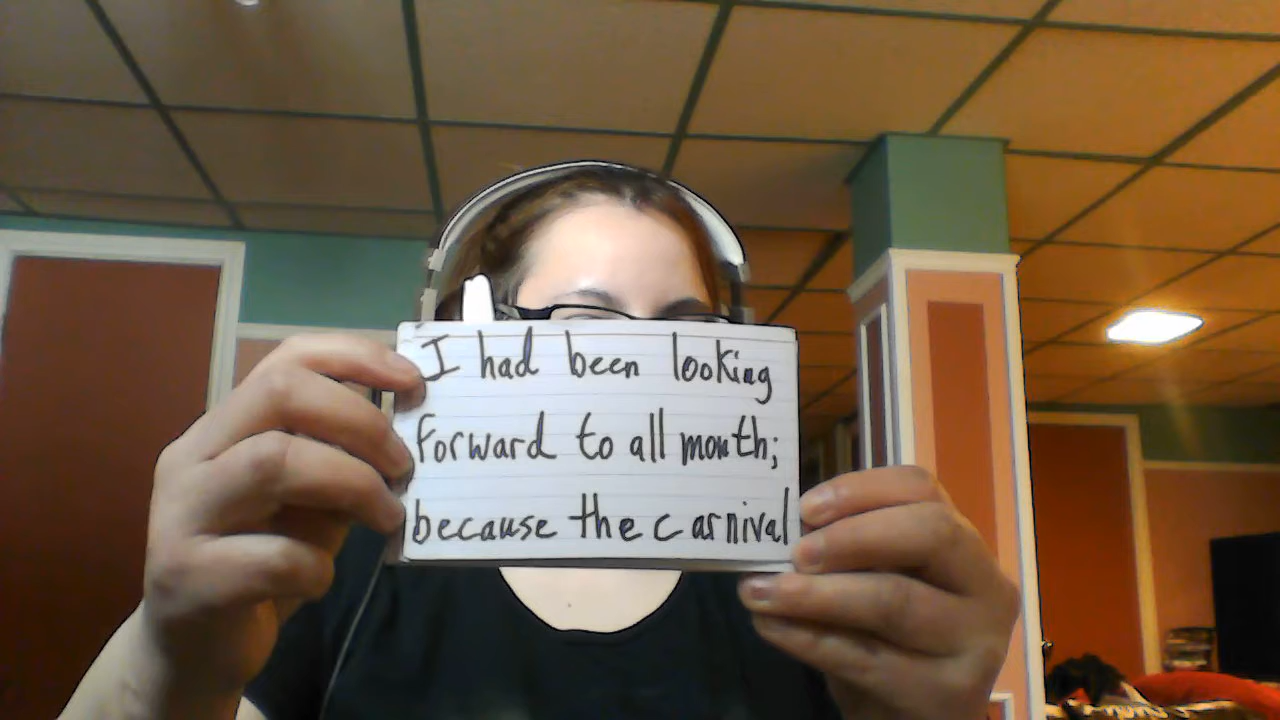 I had been looking
forward to all month;
because the carnival